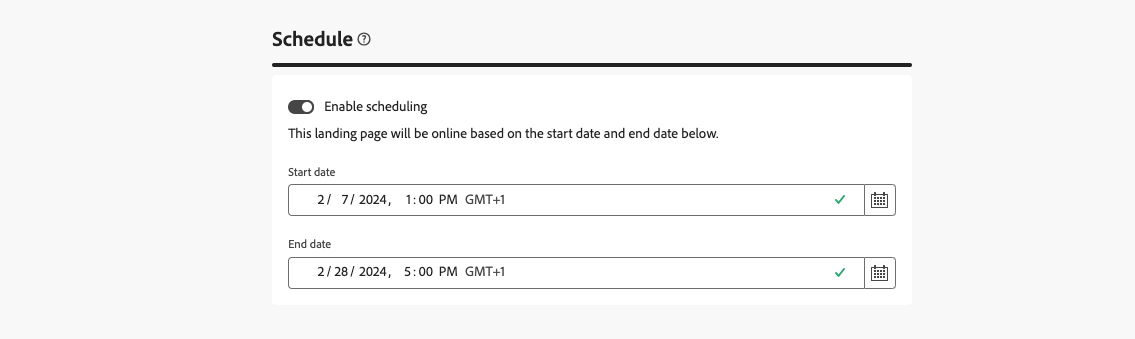 Schedule
Enable scheduling
This landing page will be online based on the start date and end date below.
Start date
2/ 7/ 2024, 1:00 PM GMT+1
End date
2/28/ 2024, 5:00 PM GMT+1